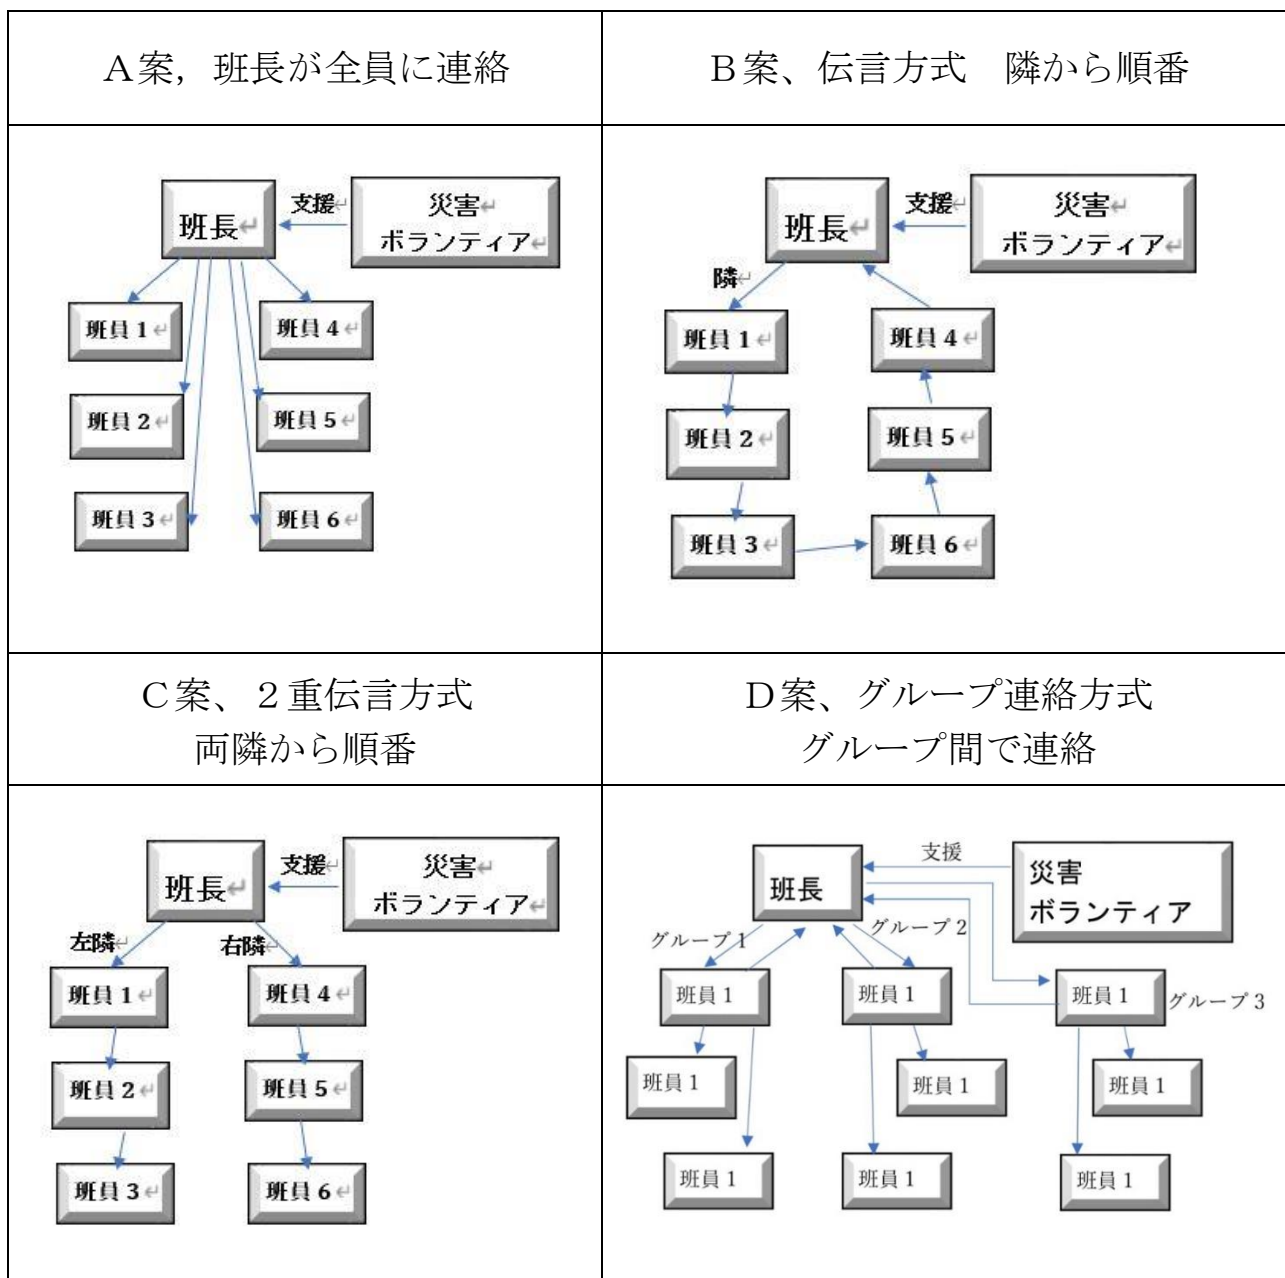 A案，班長が全員に連絡
B案、伝言方式　隣から順番
班長↵
支援↵
災害↵
ボランティア↵
班員 1 ↵
班員 4 ↵
班員 2 ↵
班員 5 ↵
班員 3 ↵
班員 6 ↵
班長↵
支援↵
災害↵
ボランティア↵
隣↵
班員 1 ↵
班員 4 ↵
班員 2 ↵
班員 5 ↵
班員 3 ↵
班員 6 ↵
C案、２重伝言方式
両隣から順番
D案、グループ連絡方式
グループ間で連絡
班長↵
支援↵
災害↵
ボランティア↵
左隣↵
右隣↵
班員 1 ↵
班員 4 ↵
班員 2 ↵
班員 5 ↵
班員 3 ↵
班員 6 ↵
班長
支援
災害
ボランティア
グループ 1
グループ 2
班員 1
班員 1
班員 1
グループ 3
班員 1
班員 1
班員 1
班員 1
班員 1
班員 1